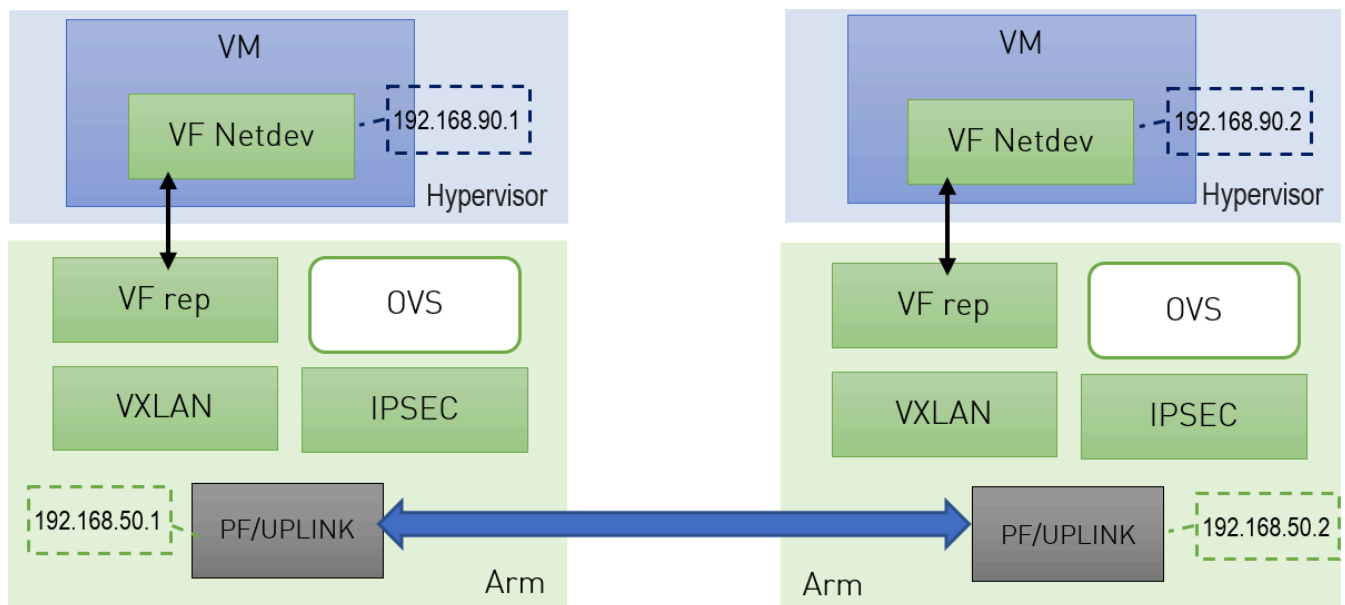 VM
VF Netdev
192.168.90.1
Hypervisor
VF rep
OVS
VXLAN
IPSEC
192.168.50.1
PF/UPLINK
Arm
VM
VF Netdev
192.168.90.2
Hypervisor
VF rep
OVS
VXLAN
IPSEC
PF/UPLINK
192.168.50.2
Arm